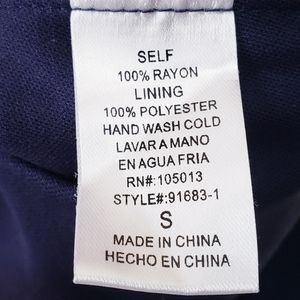 SELF
100% RAYON
LINING
100% POLYESTER
HAND WASH COLD
LAVAR A MANO
EN AGUA FRIA
RN#: 105013
STYLE#:91683-1
S
MADE IN CHINA
HECHO EN CHINA